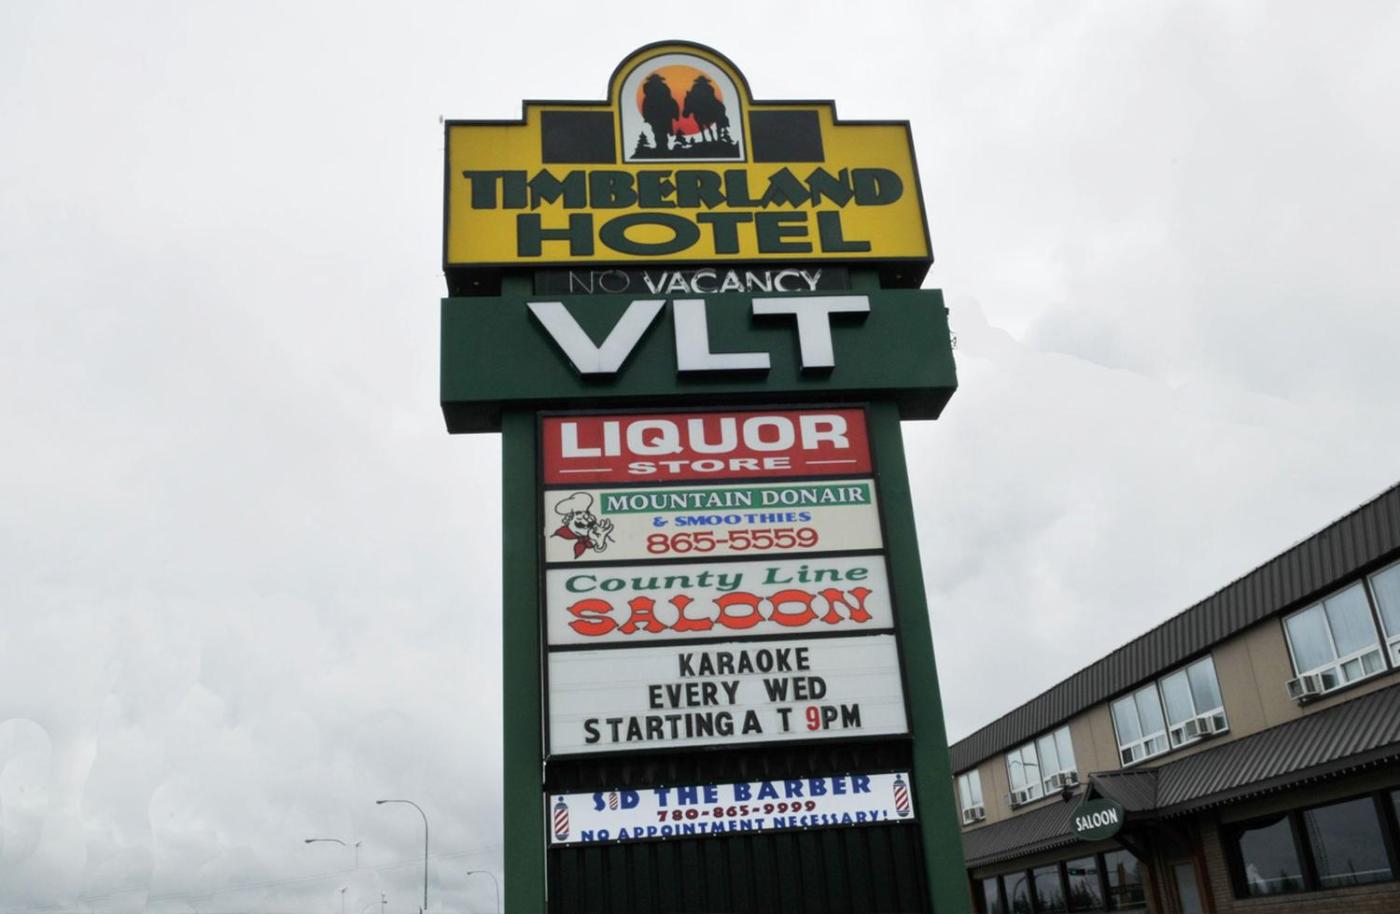 TIMBERLAND
HOTEL
NO VACANCY
VLT
LIQUOR
STORE
MOUNTAIN DONAIR
& SMOOTHIES
865-5559
County Line
SALOON
KARAOKE
EVERY WED
STARTING A T 9PM
SID THE BARBER
780-865-9999
NO APPOINTMENT NECESSARY!
SALOON